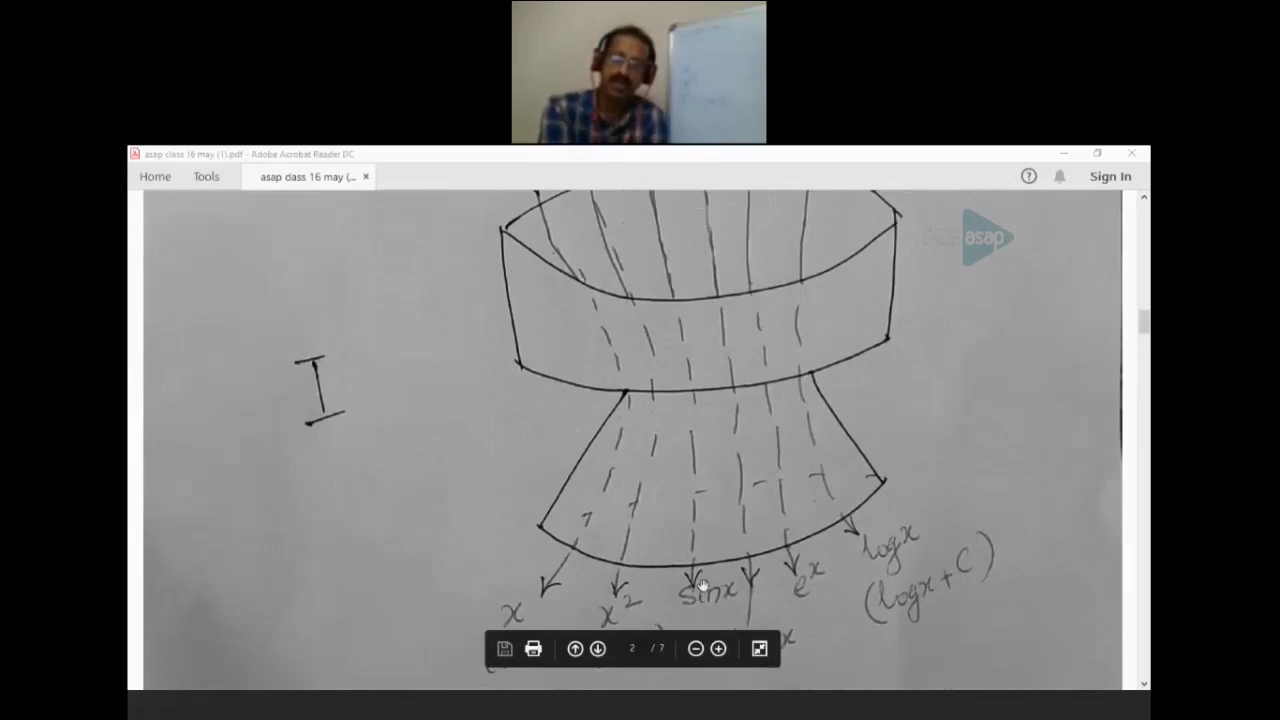 asap class 16 may (1).pdf - Adobe Acrobat Reader DC
Home Tools asap class 16 may (... × Sign In
asap
I
log x
(log x + C)
x x² sin x eˣ
x
2 / 7